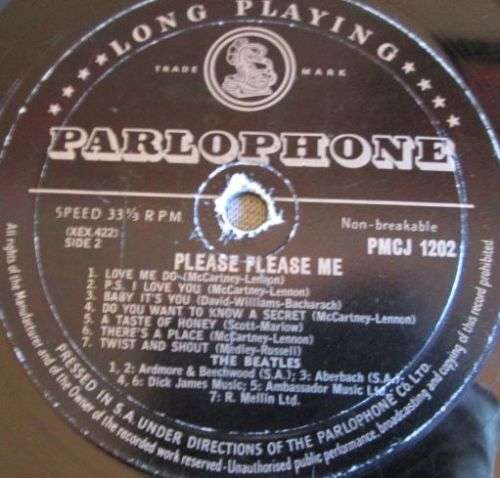 ★★★★★ LONG PLAYING ★★★★★
TRADE MARK
PARLOPHONE
SPEED 33⅓ RPM
Non-breakable
(XEX.422)
SIDE 2
PMCJ 1202
PLEASE PLEASE ME
1. LOVE ME DO (McCartney-Lennon)
2. P.S. I LOVE YOU (McCartney-Lennon)
3. BABY IT'S YOU (David-Williams-Bacharach)
4. DO YOU WANT TO KNOW A SECRET (McCartney-Lennon)
5. A TASTE OF HONEY (Scott-Marlow)
6. THERE'S A PLACE (McCartney-Lennon)
7. TWIST AND SHOUT (Medley-Russell)
THE BEATLES
1, 2: Ardmore & Beechwood (S.A.); 3: Aberbach (S.A.);
4, 6: Dick James Music; 5: Ambassador Music Ltd.
7: R. Mellin Ltd.
PRESSED IN S.A. UNDER DIRECTIONS OF THE PARLOPHONE CO. LTD.
All rights of the Manufacturer and of the Owner of the recorded work reserved - Unauthorised public performance, broadcasting and copying of this record prohibited